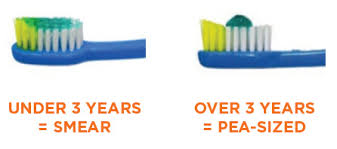 UNDER 3 YEARS
= SMEAR
OVER 3 YEARS
= PEA-SIZED